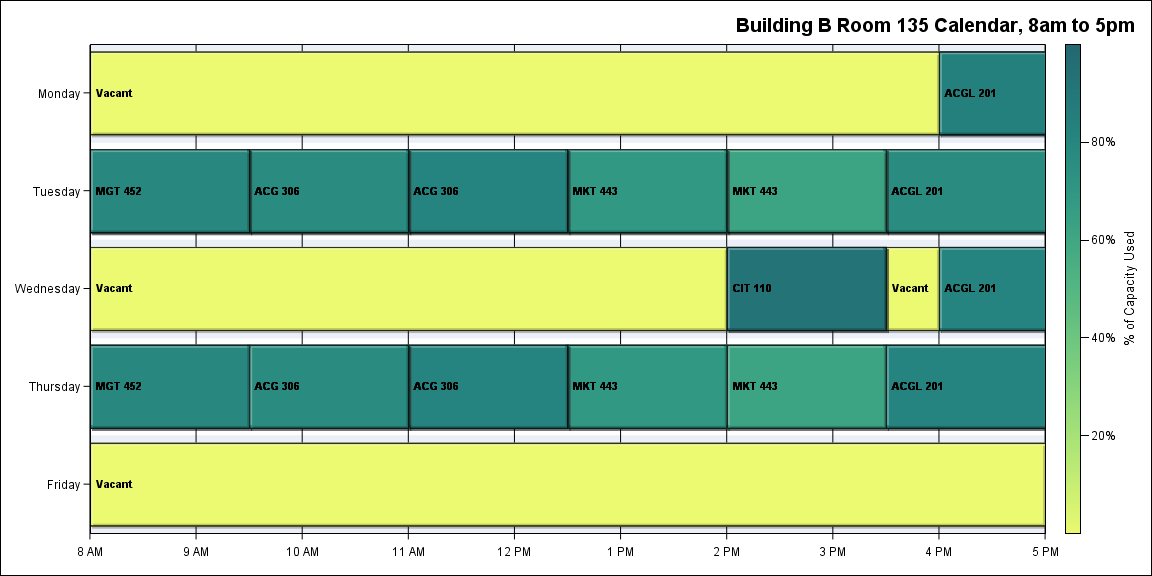 Building B Room 135 Calendar, 8am to 5pm
Monday
Vacant
ACGL 201
Tuesday
MGT 452
ACG 306
ACG 306
MKT 443
MKT 443
ACGL 201
Wednesday
Vacant
CIT 110
Vacant
ACGL 201
Thursday
MGT 452
ACG 306
ACG 306
MKT 443
MKT 443
ACGL 201
Friday
Vacant
8 AM
9 AM
10 AM
11 AM
12 PM
1 PM
2 PM
3 PM
4 PM
5 PM
80%
60%
40%
20%
% of Capacity Used